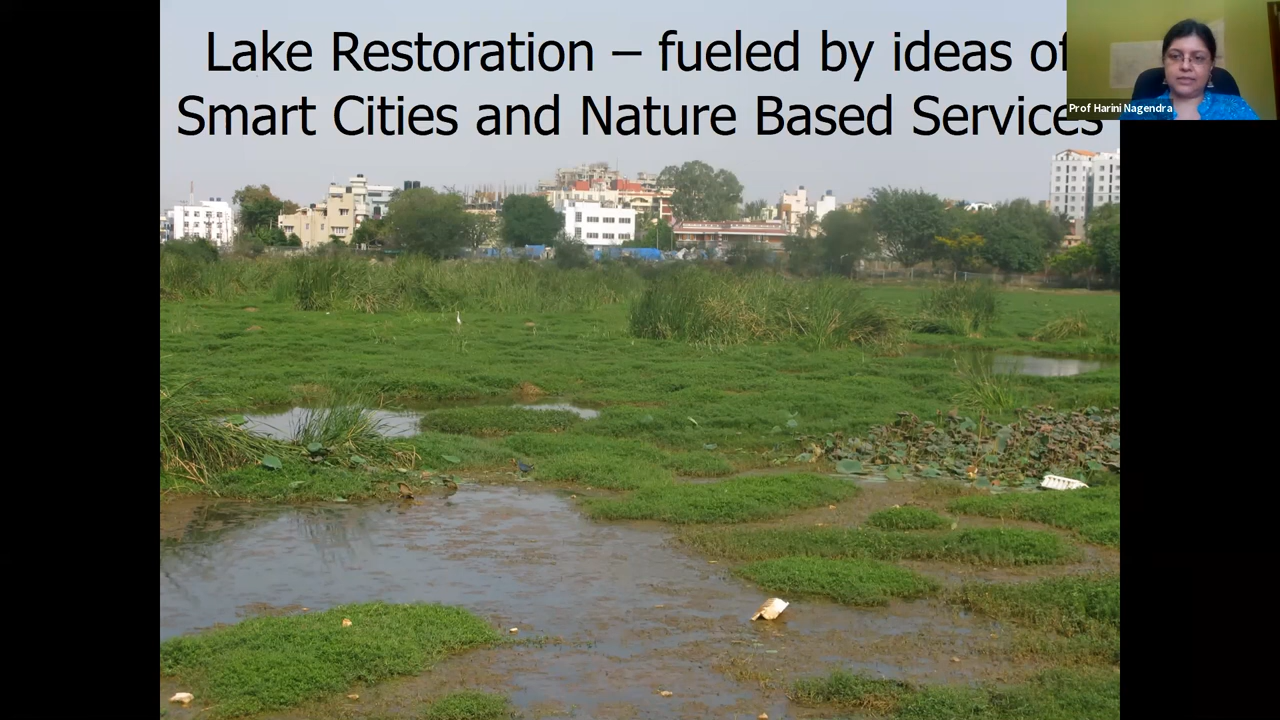 Lake Restoration – fueled by ideas of
Smart Cities and Nature Based Services
Prof Harini Nagendra